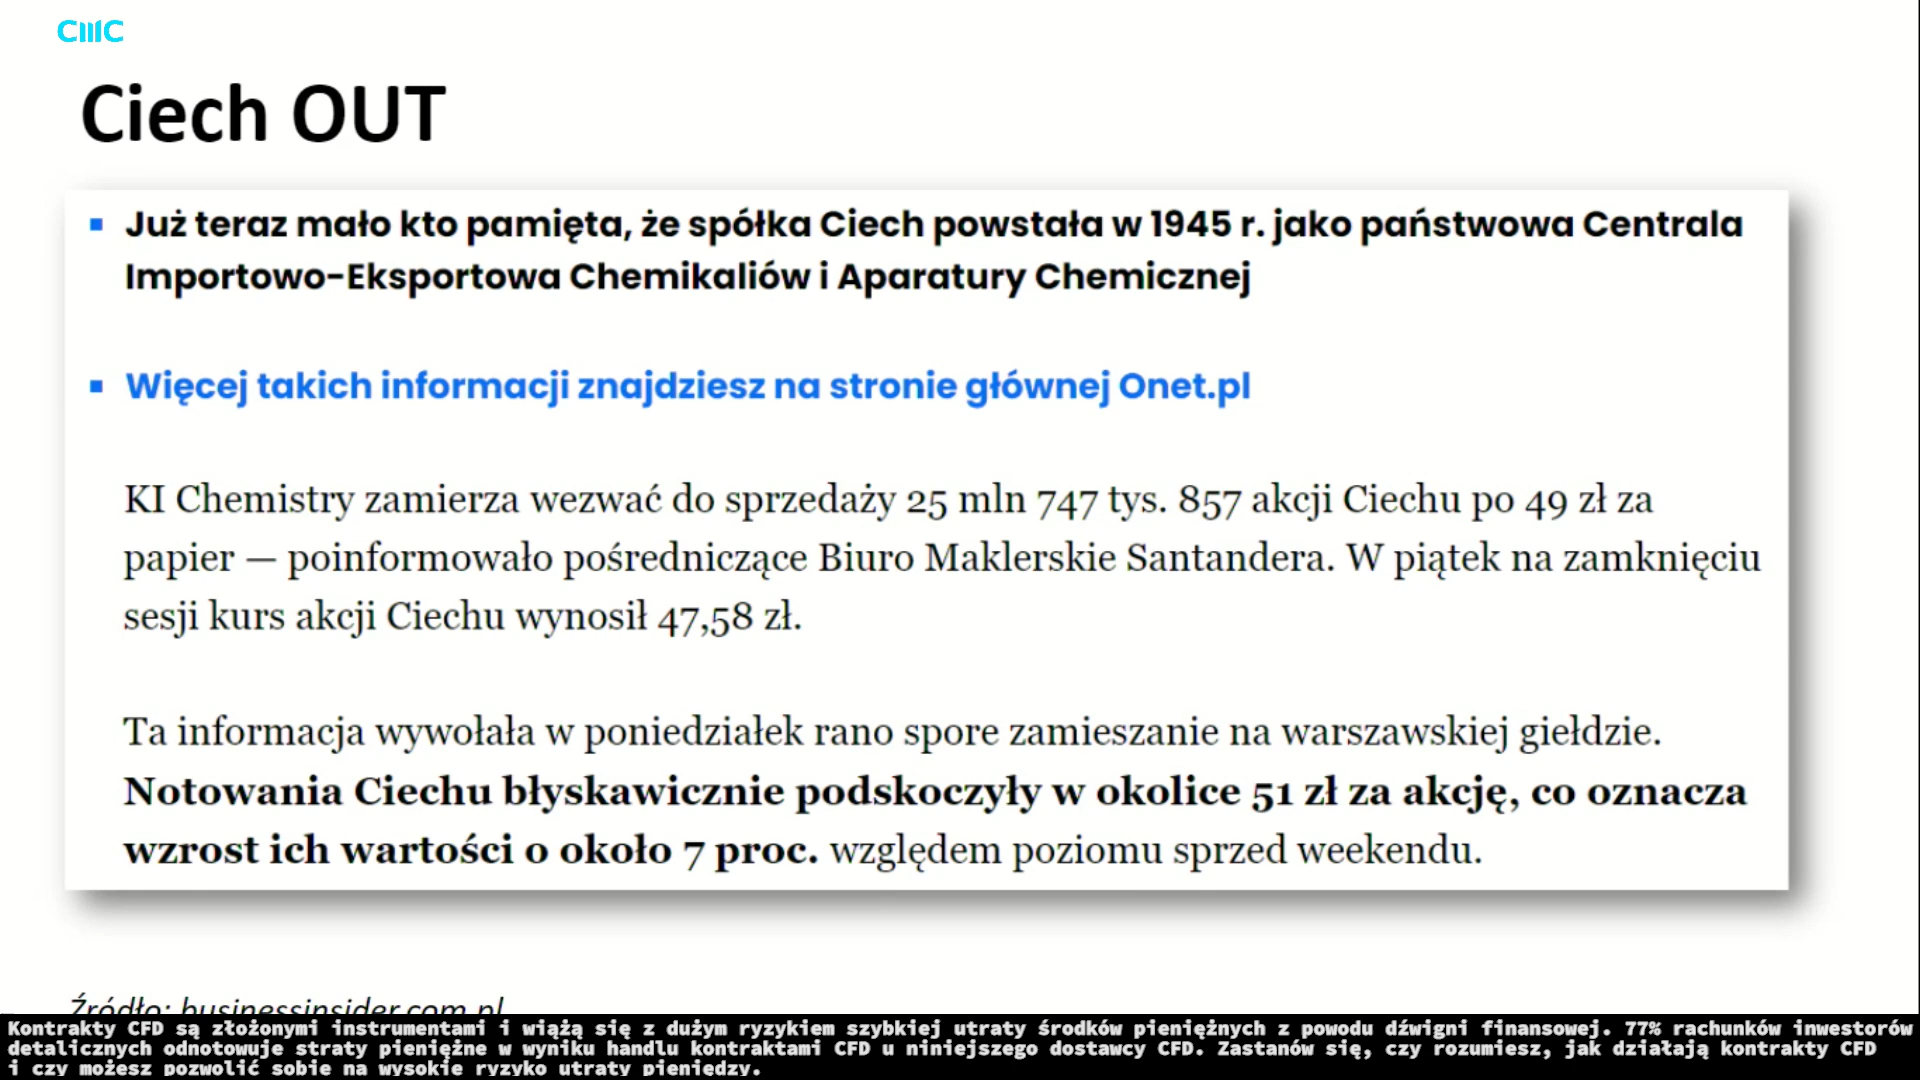 CMC
Ciech OUT
Już teraz mało kto pamięta, że spółka Ciech powstała w 1945 r. jako państwowa Centrala
Importowo-Eksportowa Chemikaliów i Aparatury Chemicznej
Więcej takich informacji znajdziesz na stronie głównej Onet.pl
KI Chemistry zamierza wezwać do sprzedaży 25 mln 747 tys. 857 akcji Ciechu po 49 zł za
papier — poinformowało pośredniczące Biuro Maklerskie Santandera. W piątek na zamknięciu
sesji kurs akcji Ciechu wynosił 47,58 zł.
Ta informacja wywołała w poniedziałek rano spore zamieszanie na warszawskiej giełdzie.
Notowania Ciechu błyskawicznie podskoczyły w okolice 51 zł za akcję, co oznacza
wzrost ich wartości o około 7 proc. względem poziomu sprzed weekendu.
Źródło: businessinsider.com.pl
Kontrakty CFD są złożonymi instrumentami i wiążą się z dużym ryzykiem szybkiej utraty środków pieniężnych z powodu dźwigni finansowej. 77% rachunków inwestorów
detalicznych odnotowuje straty pieniężne w wyniku handlu kontraktami CFD u niniejszego dostawcy CFD. Zastanów się, czy rozumiesz, jak działają kontrakty CFD
i czy możesz pozwolić sobie na wysokie ryzyko utraty pieniędzy.